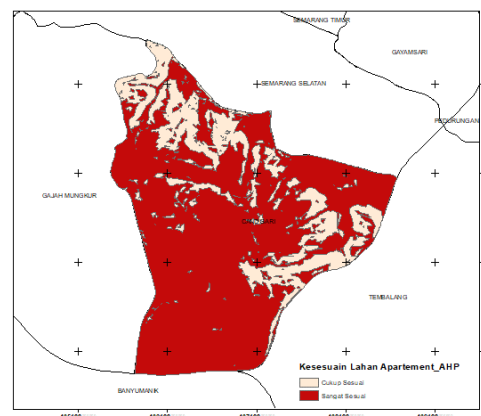 SEMARANG TIMUR
GAYAMSARI
SEMARANG SELATAN
PEDURUNGAN
GAJAH MUNGKUR
TEMBALANG
BANYUMANIK
Kesesuain Lahan Apartement_AHP
Cukup Sesuai
Sangat Sesuai